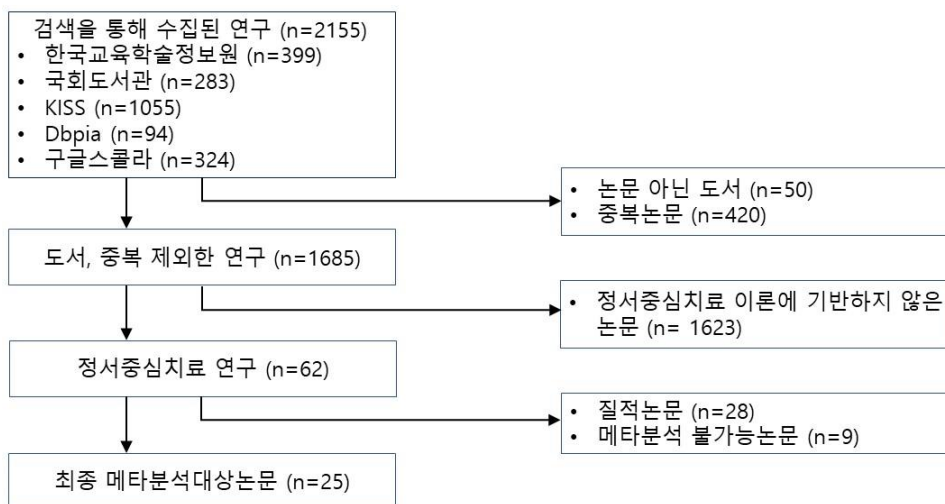 검색을 통해 수집된 연구 (n=2155)
• 한국교육학술정보원 (n=399)
• 국회도서관 (n=283)
• KISS (n=1055)
• Dbpia (n=94)
• 구글스콜라 (n=324)
• 논문 아닌 도서 (n=50)
• 중복논문 (n=420)
도서, 중복 제외한 연구 (n=1685)
• 정서중심치료 이론에 기반하지 않은
논문 (n= 1623)
정서중심치료 연구 (n=62)
• 질적논문 (n=28)
• 메타분석 불가능논문 (n=9)
최종 메타분석대상논문 (n=25)